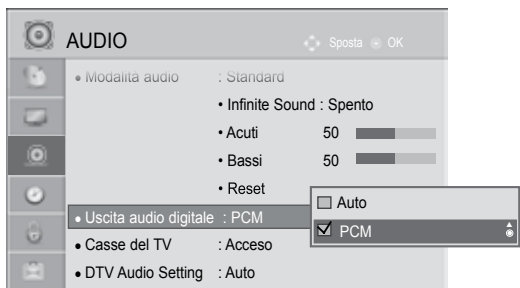 AUDIO
Sposta OK
• Modalità audio : Standard
• Infinite Sound : Spento
• Acuti 50
• Bassi 50
• Reset
• Uscita audio digitale : PCM
Auto
PCM
• Casse del TV : Acceso
• DTV Audio Setting : Auto